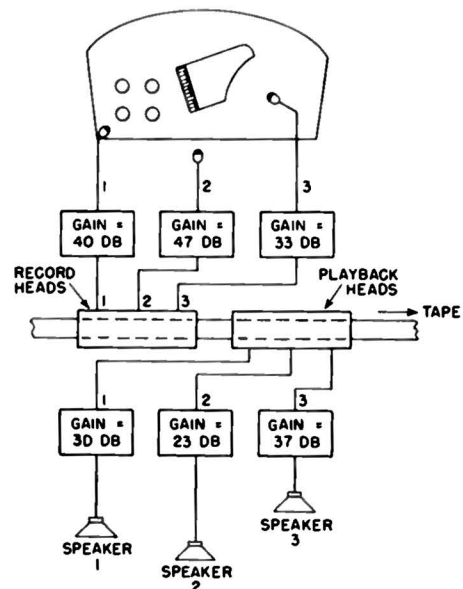 1
2
3
GAIN =
40 DB
GAIN =
47 DB
GAIN =
33 DB
RECORD
HEADS
PLAYBACK
HEADS
1
2
3
TAPE
1
2
3
GAIN =
30 DB
GAIN =
23 DB
GAIN =
37 DB
SPEAKER
1
SPEAKER
2
SPEAKER
3